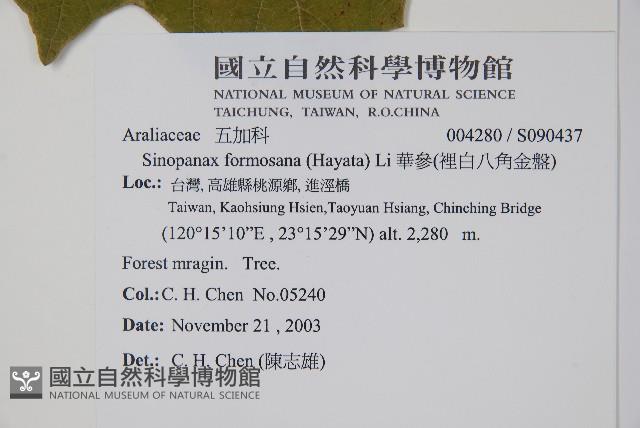 國立自然科學博物館
NATIONAL MUSEUM OF NATURAL SCIENCE
TAICHUNG, TAIWAN, R.O.CHINA
Araliaceae 五加科 004280 / S090437
Sinopanax formosana (Hayata) Li 華參(裡白八角金盤)
Loc.: 台灣, 高雄縣桃源鄉, 進涇橋
Taiwan, Kaohsiung Hsien,Taoyuan Hsiang, Chinching Bridge
(120°15'10”E , 23°15’29”N) alt. 2,280 m.
Forest mragin. Tree.
Col.: C. H. Chen No.05240
Date: November 21 , 2003
Det.: C. H. Chen (陳志雄)
國立自然科學博物館
NATIONAL MUSEUM OF NATURAL SCIENCE